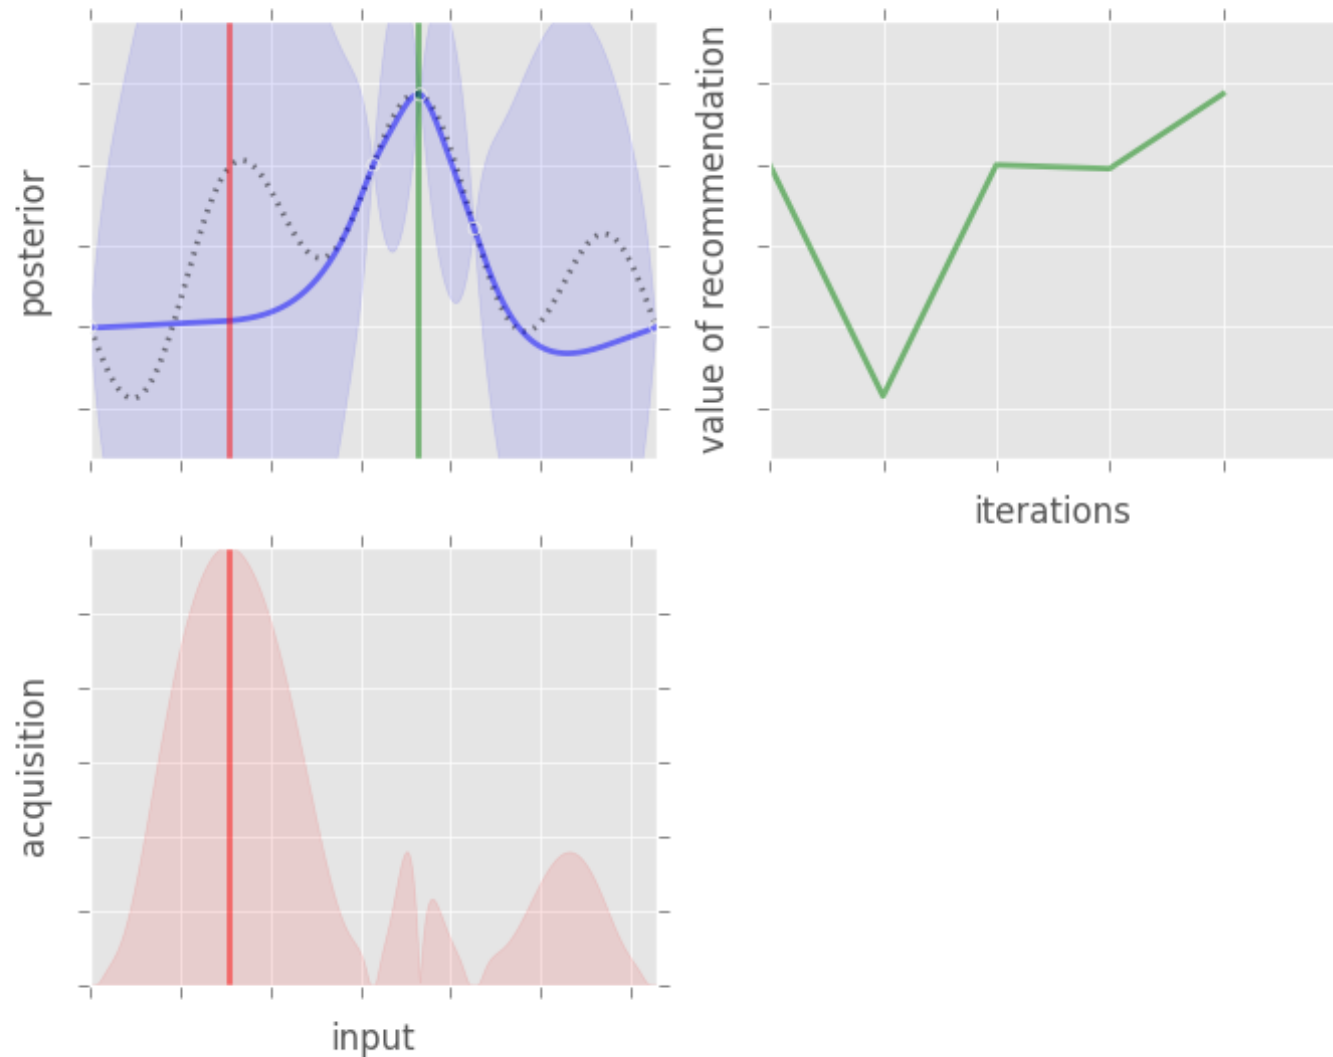 posterior
value of recommendation
iterations
acquisition
input